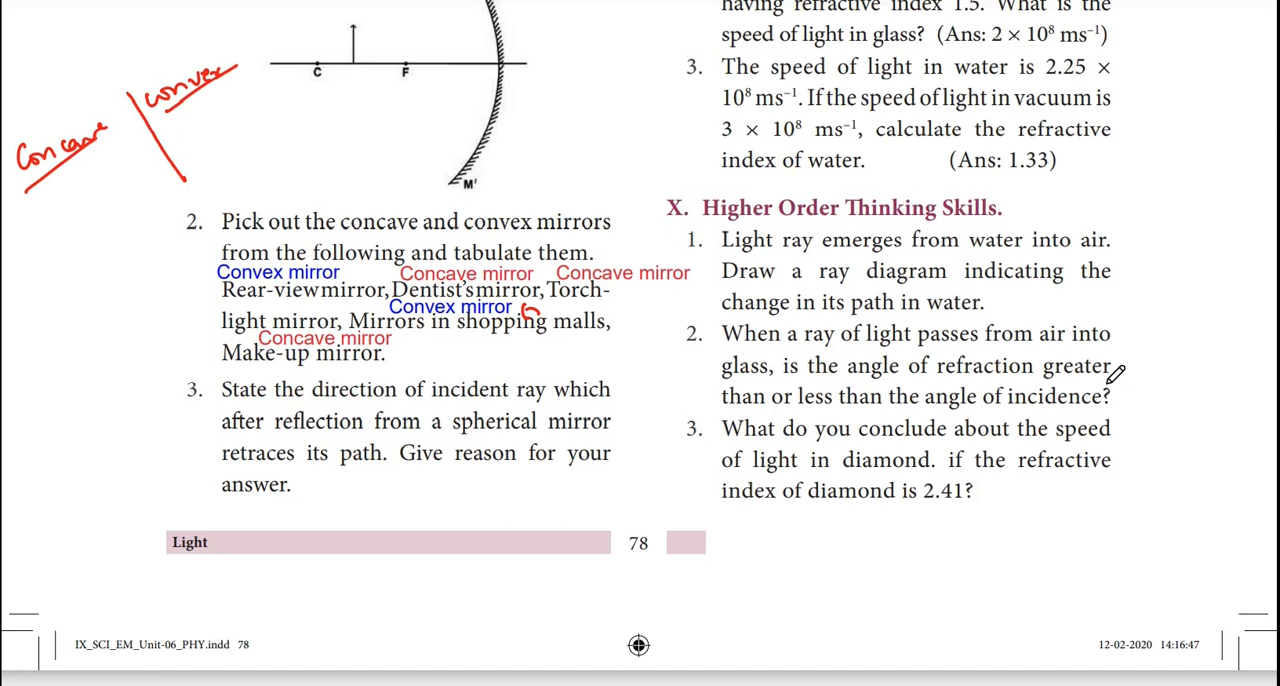 C
F
M'
Concave
convex
2. Pick out the concave and convex mirrors
from the following and tabulate them.
Convex mirror Concave mirror Concave mirror
Rear-view mirror, Dentist's mirror, Torch-
Convex mirror
light mirror, Mirrors in shopping malls,
Concave mirror
Make-up mirror.
3. State the direction of incident ray which
after reflection from a spherical mirror
retraces its path. Give reason for your
answer.
having refractive index 1.5. What is the
speed of light in glass? (Ans: 2 × 10⁸ ms⁻¹)
3. The speed of light in water is 2.25 ×
10⁸ ms⁻¹. If the speed of light in vacuum is
3 × 10⁸ ms⁻¹, calculate the refractive
index of water. (Ans: 1.33)
X. Higher Order Thinking Skills.
1. Light ray emerges from water into air.
Draw a ray diagram indicating the
change in its path in water.
2. When a ray of light passes from air into
glass, is the angle of refraction greater
than or less than the angle of incidence?
3. What do you conclude about the speed
of light in diamond. if the refractive
index of diamond is 2.41?
Light 78
IX_SCI_EM_Unit-06_PHY.indd 78 12-02-2020 14:16:47